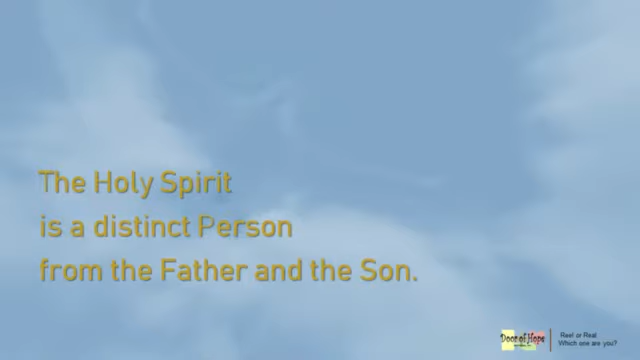 The Holy Spirit
is a distinct Person
from the Father and the Son.
Door of Hope
Reel or Real
Which one are you?